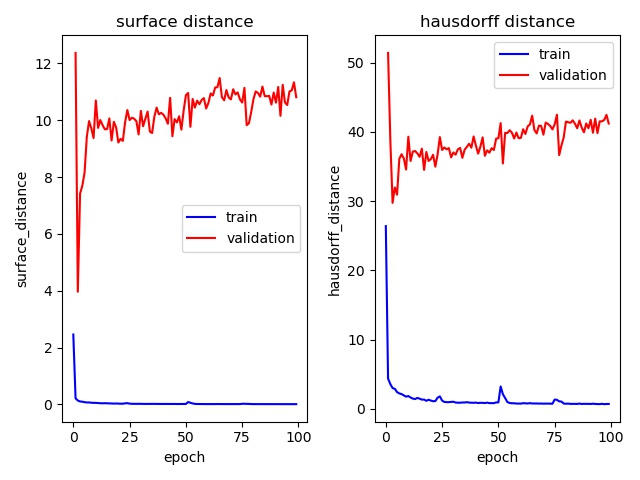 surface distance
12
10
8
6
4
2
0
surface_distance
train
validation
0
25
50
75
100
epoch
hausdorff distance
50
40
30
20
10
0
hausdorff_distance
train
validation
0
25
50
75
100
epoch